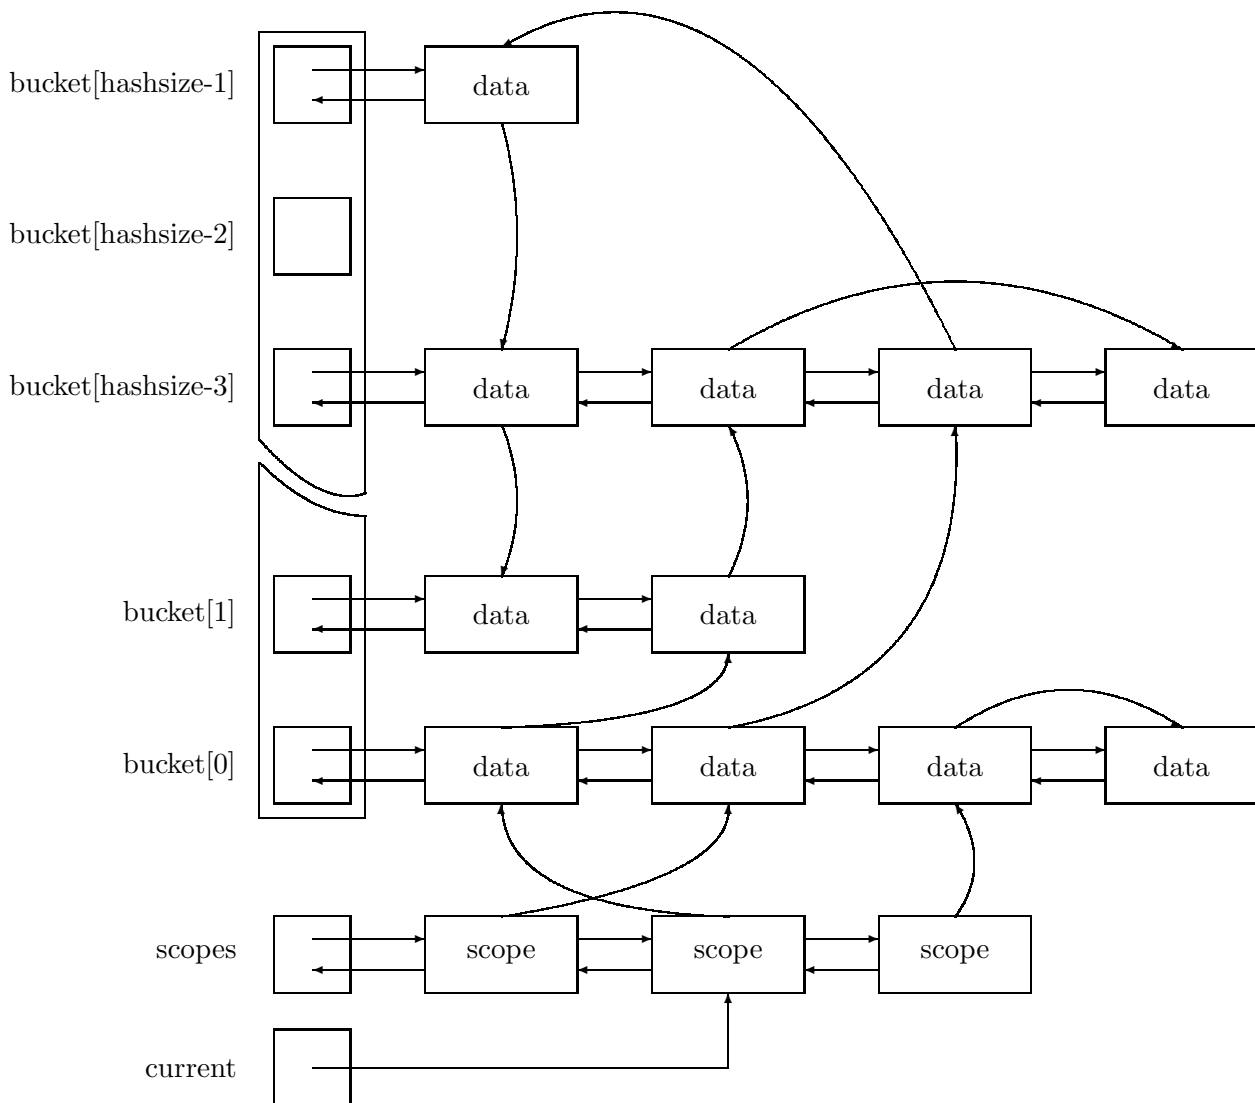 bucket[hashsize-1] data
bucket[hashsize-2]
bucket[hashsize-3] data data data data
bucket[1] data data
bucket[0] data data data data
scopes scope scope scope
current